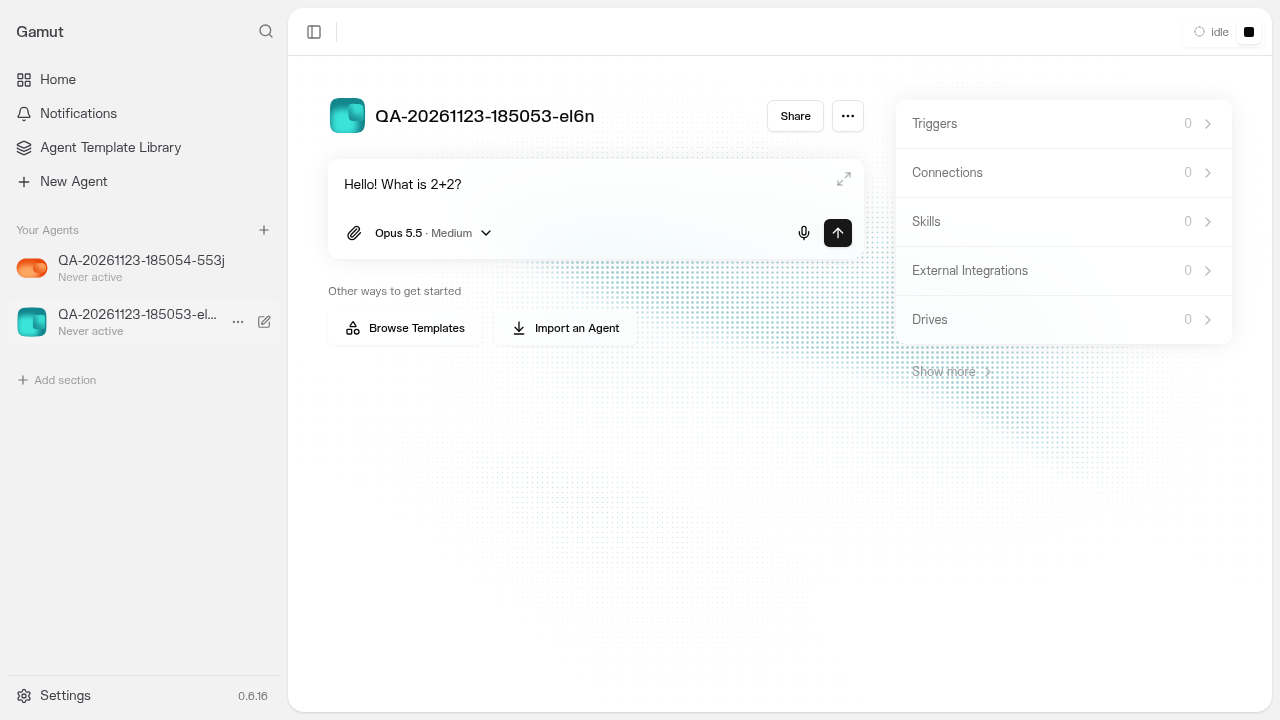 Gamut
Home
Notifications
Agent Template Library
New Agent
Your Agents
QA-20261123-185054-553j
Never active
QA-20261123-185053-el...
Never active
Add section
Settings
0.6.16
idle
QA-20261123-185053-el6n
Share
Hello! What is 2+2?
Opus 5.5 · Medium
Other ways to get started
Browse Templates
Import an Agent
Triggers 0
Connections 0
Skills 0
External Integrations 0
Drives 0
Show more